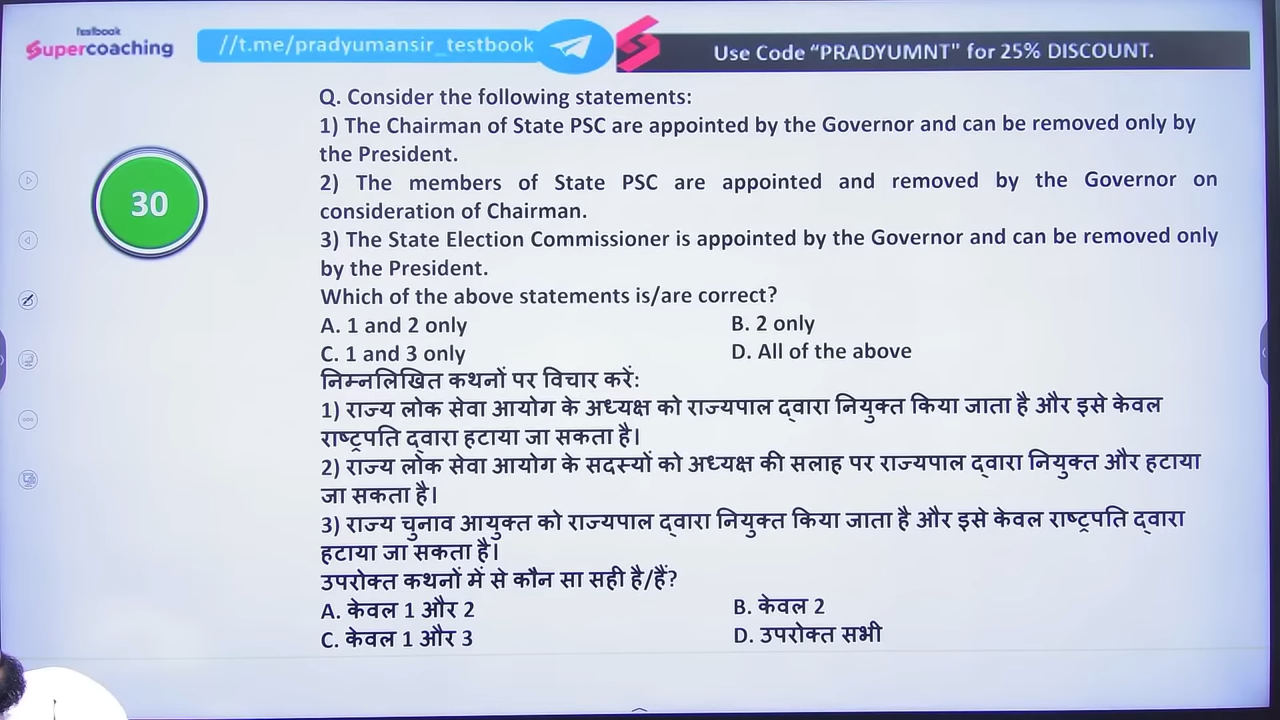 testbook
Supercoaching
//t.me/pradyumansir_testbook
Use Code “PRADYUMNT" for 25% DISCOUNT.
30
Q. Consider the following statements:
1) The Chairman of State PSC are appointed by the Governor and can be removed only by
the President.
2) The members of State PSC are appointed and removed by the Governor on
consideration of Chairman.
3) The State Election Commissioner is appointed by the Governor and can be removed only
by the President.
Which of the above statements is/are correct?
A. 1 and 2 only
B. 2 only
C. 1 and 3 only
D. All of the above
निम्नलिखित कथनों पर विचार करें:
1) राज्य लोक सेवा आयोग के अध्यक्ष को राज्यपाल द्वारा नियुक्त किया जाता है और इसे केवल
राष्ट्रपति द्वारा हटाया जा सकता है।
2) राज्य लोक सेवा आयोग के सदस्यों को अध्यक्ष की सलाह पर राज्यपाल द्वारा नियुक्त और हटाया
जा सकता है।
3) राज्य चुनाव आयुक्त को राज्यपाल द्वारा नियुक्त किया जाता है और इसे केवल राष्ट्रपति द्वारा
हटाया जा सकता है।
उपरोक्त कथनों में से कौन सा सही है/हैं?
A. केवल 1 और 2
B. केवल 2
C. केवल 1 और 3
D. उपरोक्त सभी